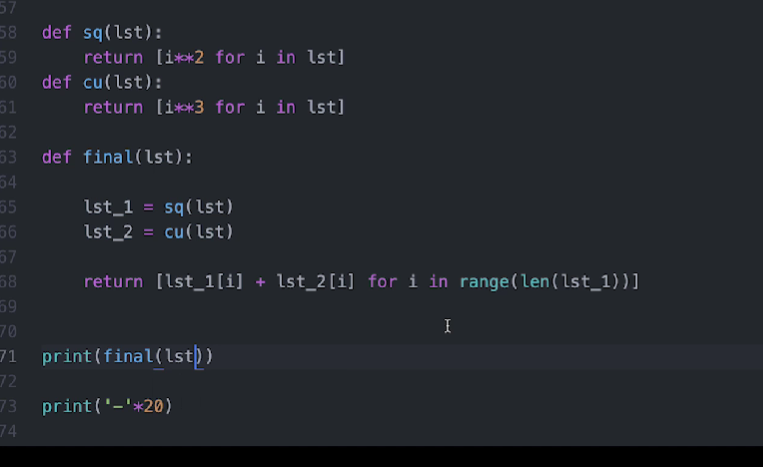 57
58 def sq(lst):
59     return [i**2 for i in lst]
60 def cu(lst):
61     return [i**3 for i in lst]
62
63 def final(lst):
64
65     lst_1 = sq(lst)
66     lst_2 = cu(lst)
67
68     return [lst_1[i] + lst_2[i] for i in range(len(lst_1))]
69
70
71 print(final(lst))
72
73 print('-'*20)
74